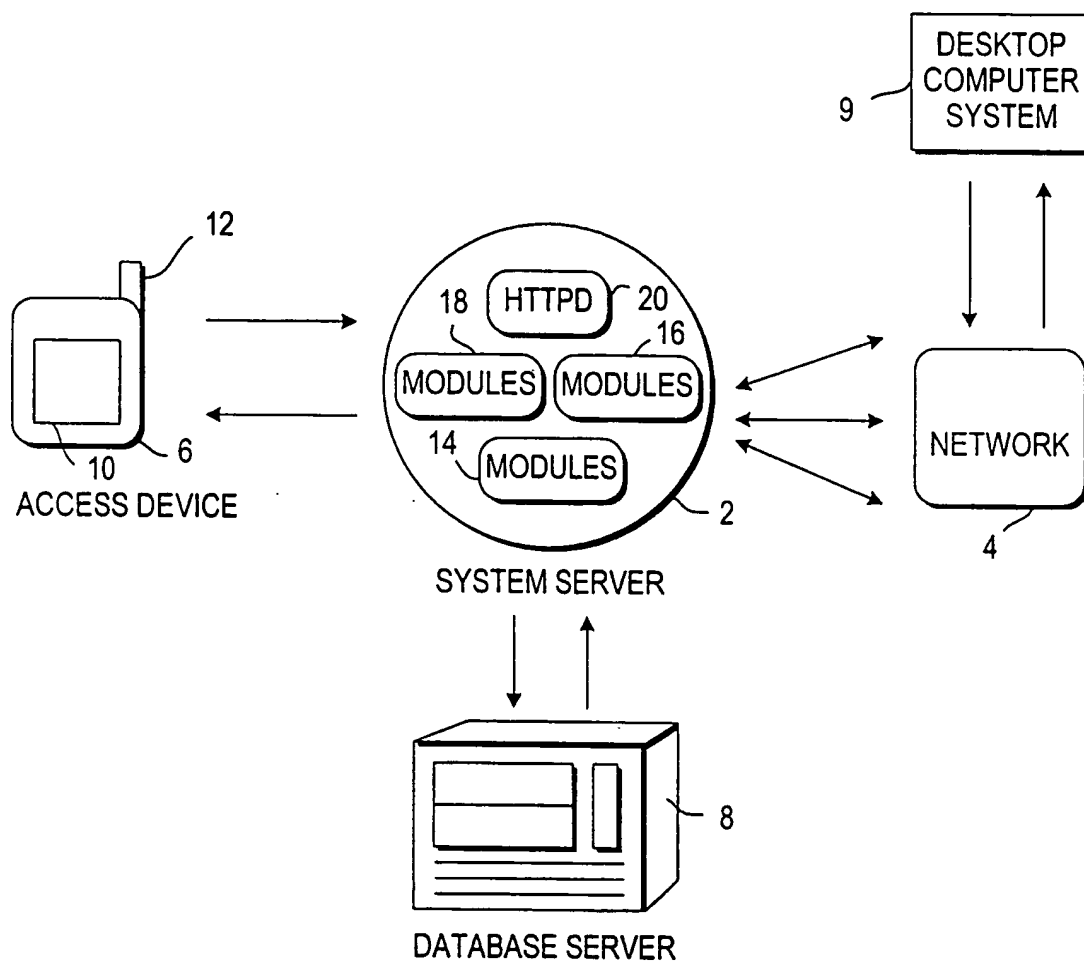 DESKTOP
COMPUTER
SYSTEM
9
12
HTTPD
20
18
16
MODULES
MODULES
14
MODULES
NETWORK
10
6
ACCESS DEVICE
2
4
SYSTEM SERVER
8
DATABASE SERVER